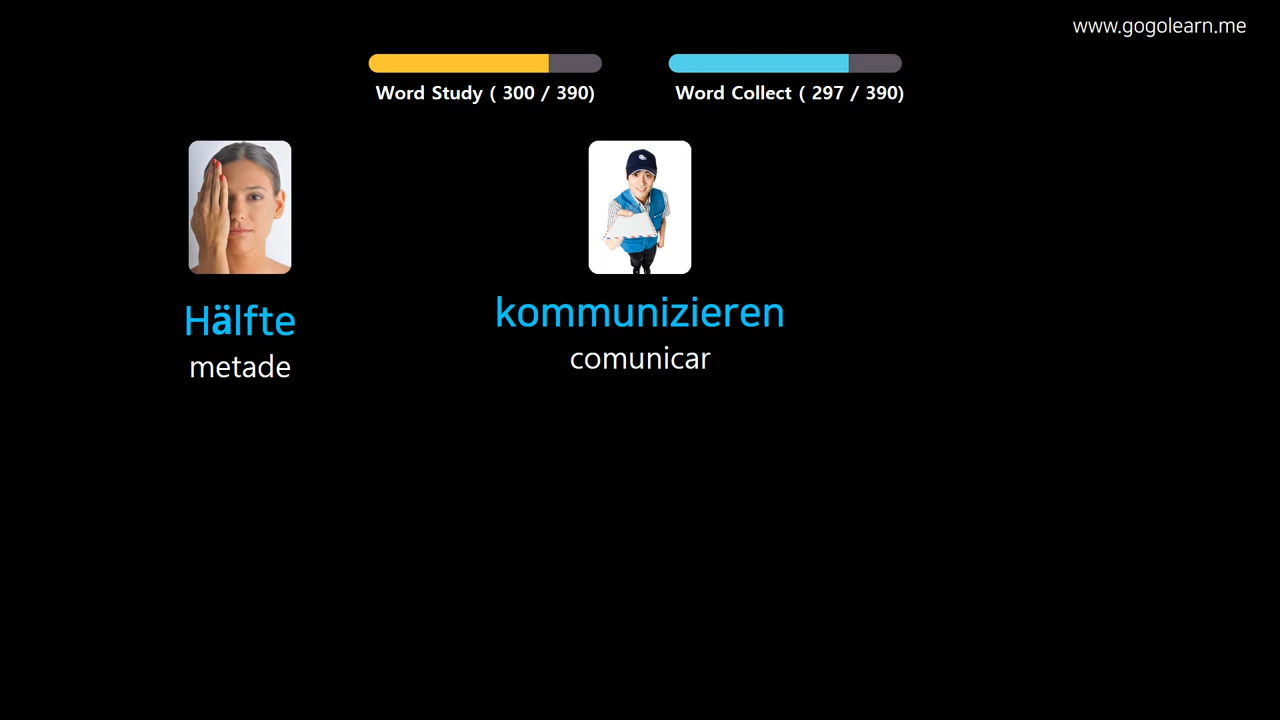 www.gogolearn.me
Word Study ( 300 / 390)
Word Collect ( 297 / 390)
Hälfte
metade
kommunizieren
comunicar